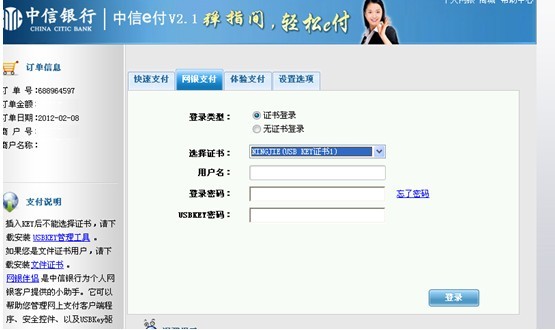 个人网银 商城 帮助中心
中信银行 中信e付V2.1 弹指间，轻松e付
CHINA CITIC BANK
订单信息
订 单 号：688964597
订单金额：
订单日期：2012-02-08
商 户 号：
商户名称：
快速支付 网银支付 体验支付 设置选项
登录类型： 证书登录
无证书登录
选择证书： NINGJIE(USB KEY证书1)
用户名：
登录密码： 忘了密码
USBKEY密码：
登录
支付说明
插入KEY后不能选择证书，请下
载安装 USBKEY管理工具 。
如果您是文件证书用户，请下
载安装文件证书。
网银伴侣是中信银行为个人网
银客户提供的小助手。它可以
帮助您管理网上支付客户端程
序、安全控件、以及USBKey驱